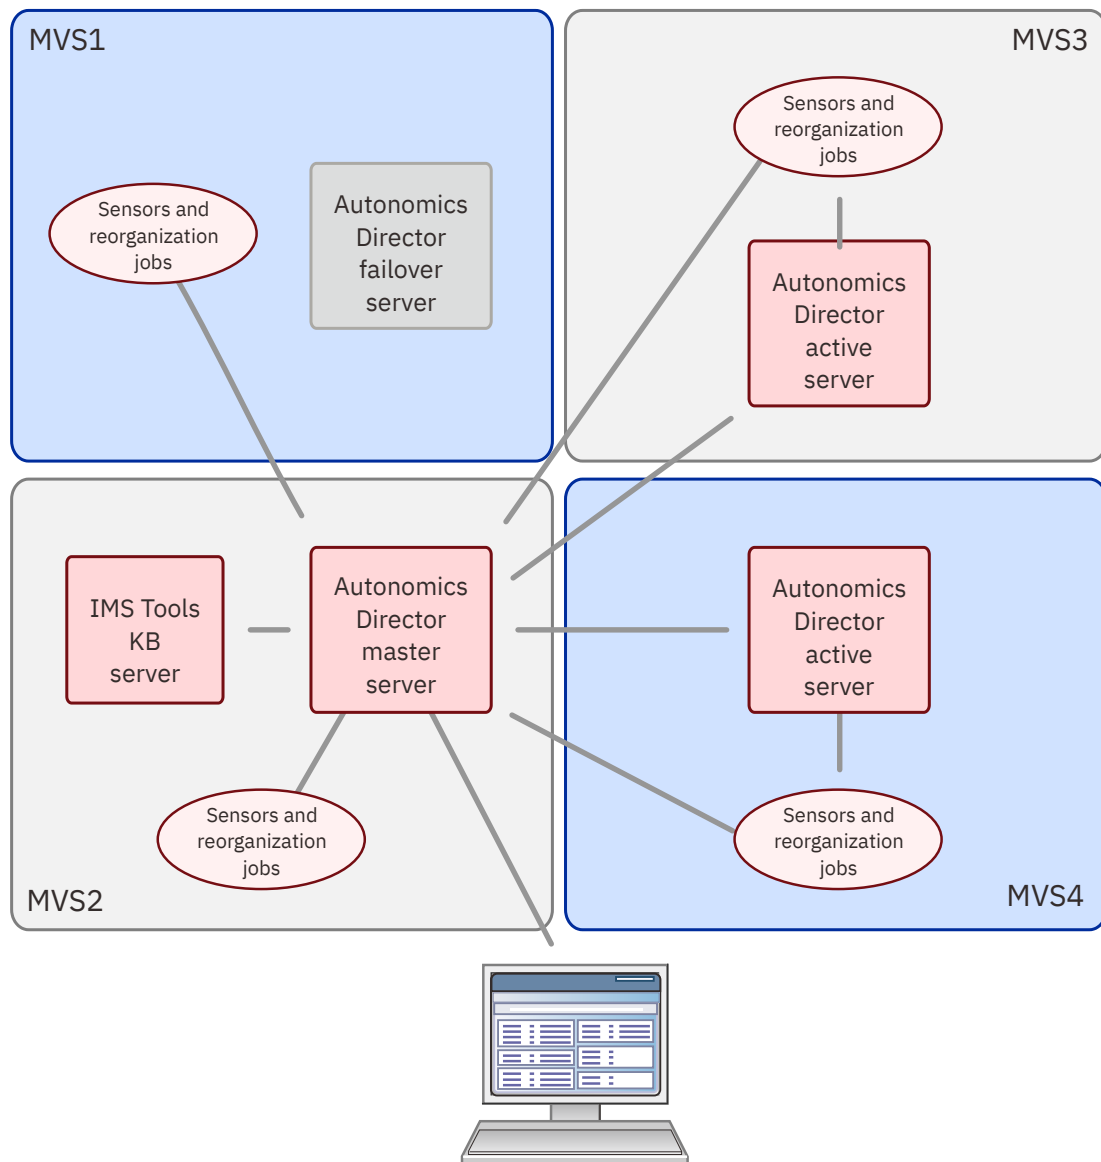 MVS1
Sensors and
reorganization
jobs
Autonomics
Director
failover
server
MVS3
Sensors and
reorganization
jobs
Autonomics
Director
active
server
IMS Tools
KB
server
Autonomics
Director
master
server
Sensors and
reorganization
jobs
MVS2
Autonomics
Director
active
server
Sensors and
reorganization
jobs
MVS4